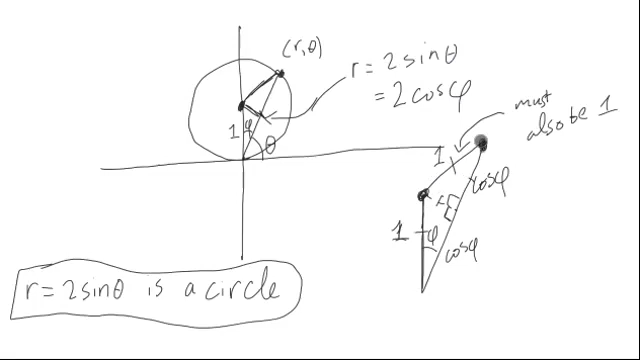 (r,θ)
r = 2sinθ
= 2cosφ
1
φ
θ
must
also be 1
1
cosφ
1
φ
cosφ
r = 2sinθ is a circle